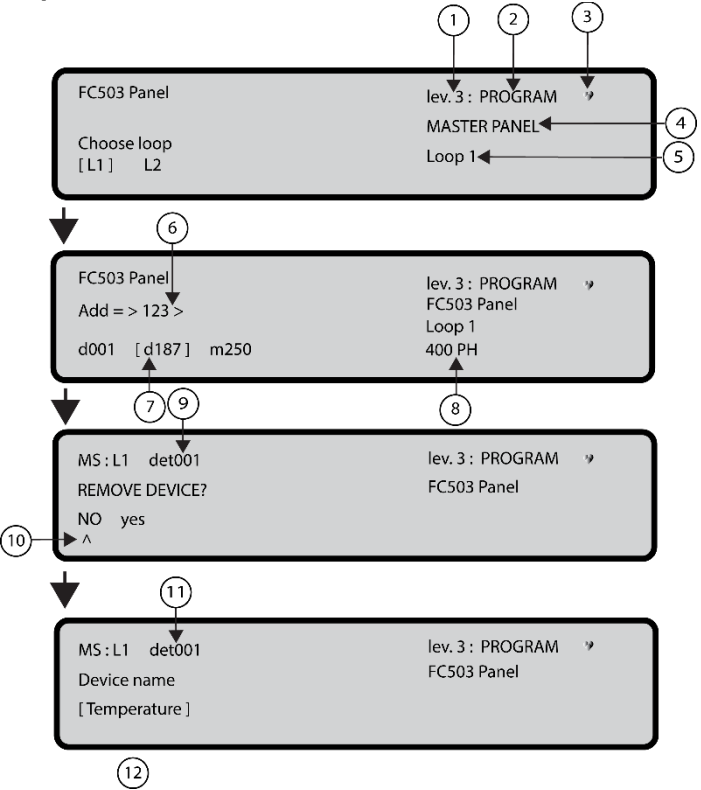 1 2 3
FC503 Panel
lev. 3 : PROGRAM
MASTER PANEL 4
Choose loop
[ L1 ] L2
Loop 1 5
6
FC503 Panel
lev. 3 : PROGRAM
Add = > 123 >
FC503 Panel
Loop 1
d001 [ d187 ] m250
400 PH
7 9 8
MS : L1 det001
lev. 3 : PROGRAM
REMOVE DEVICE?
FC503 Panel
NO yes
10 ^
11
MS : L1 det001
lev. 3 : PROGRAM
Device name
FC503 Panel
[ Temperature ]
12